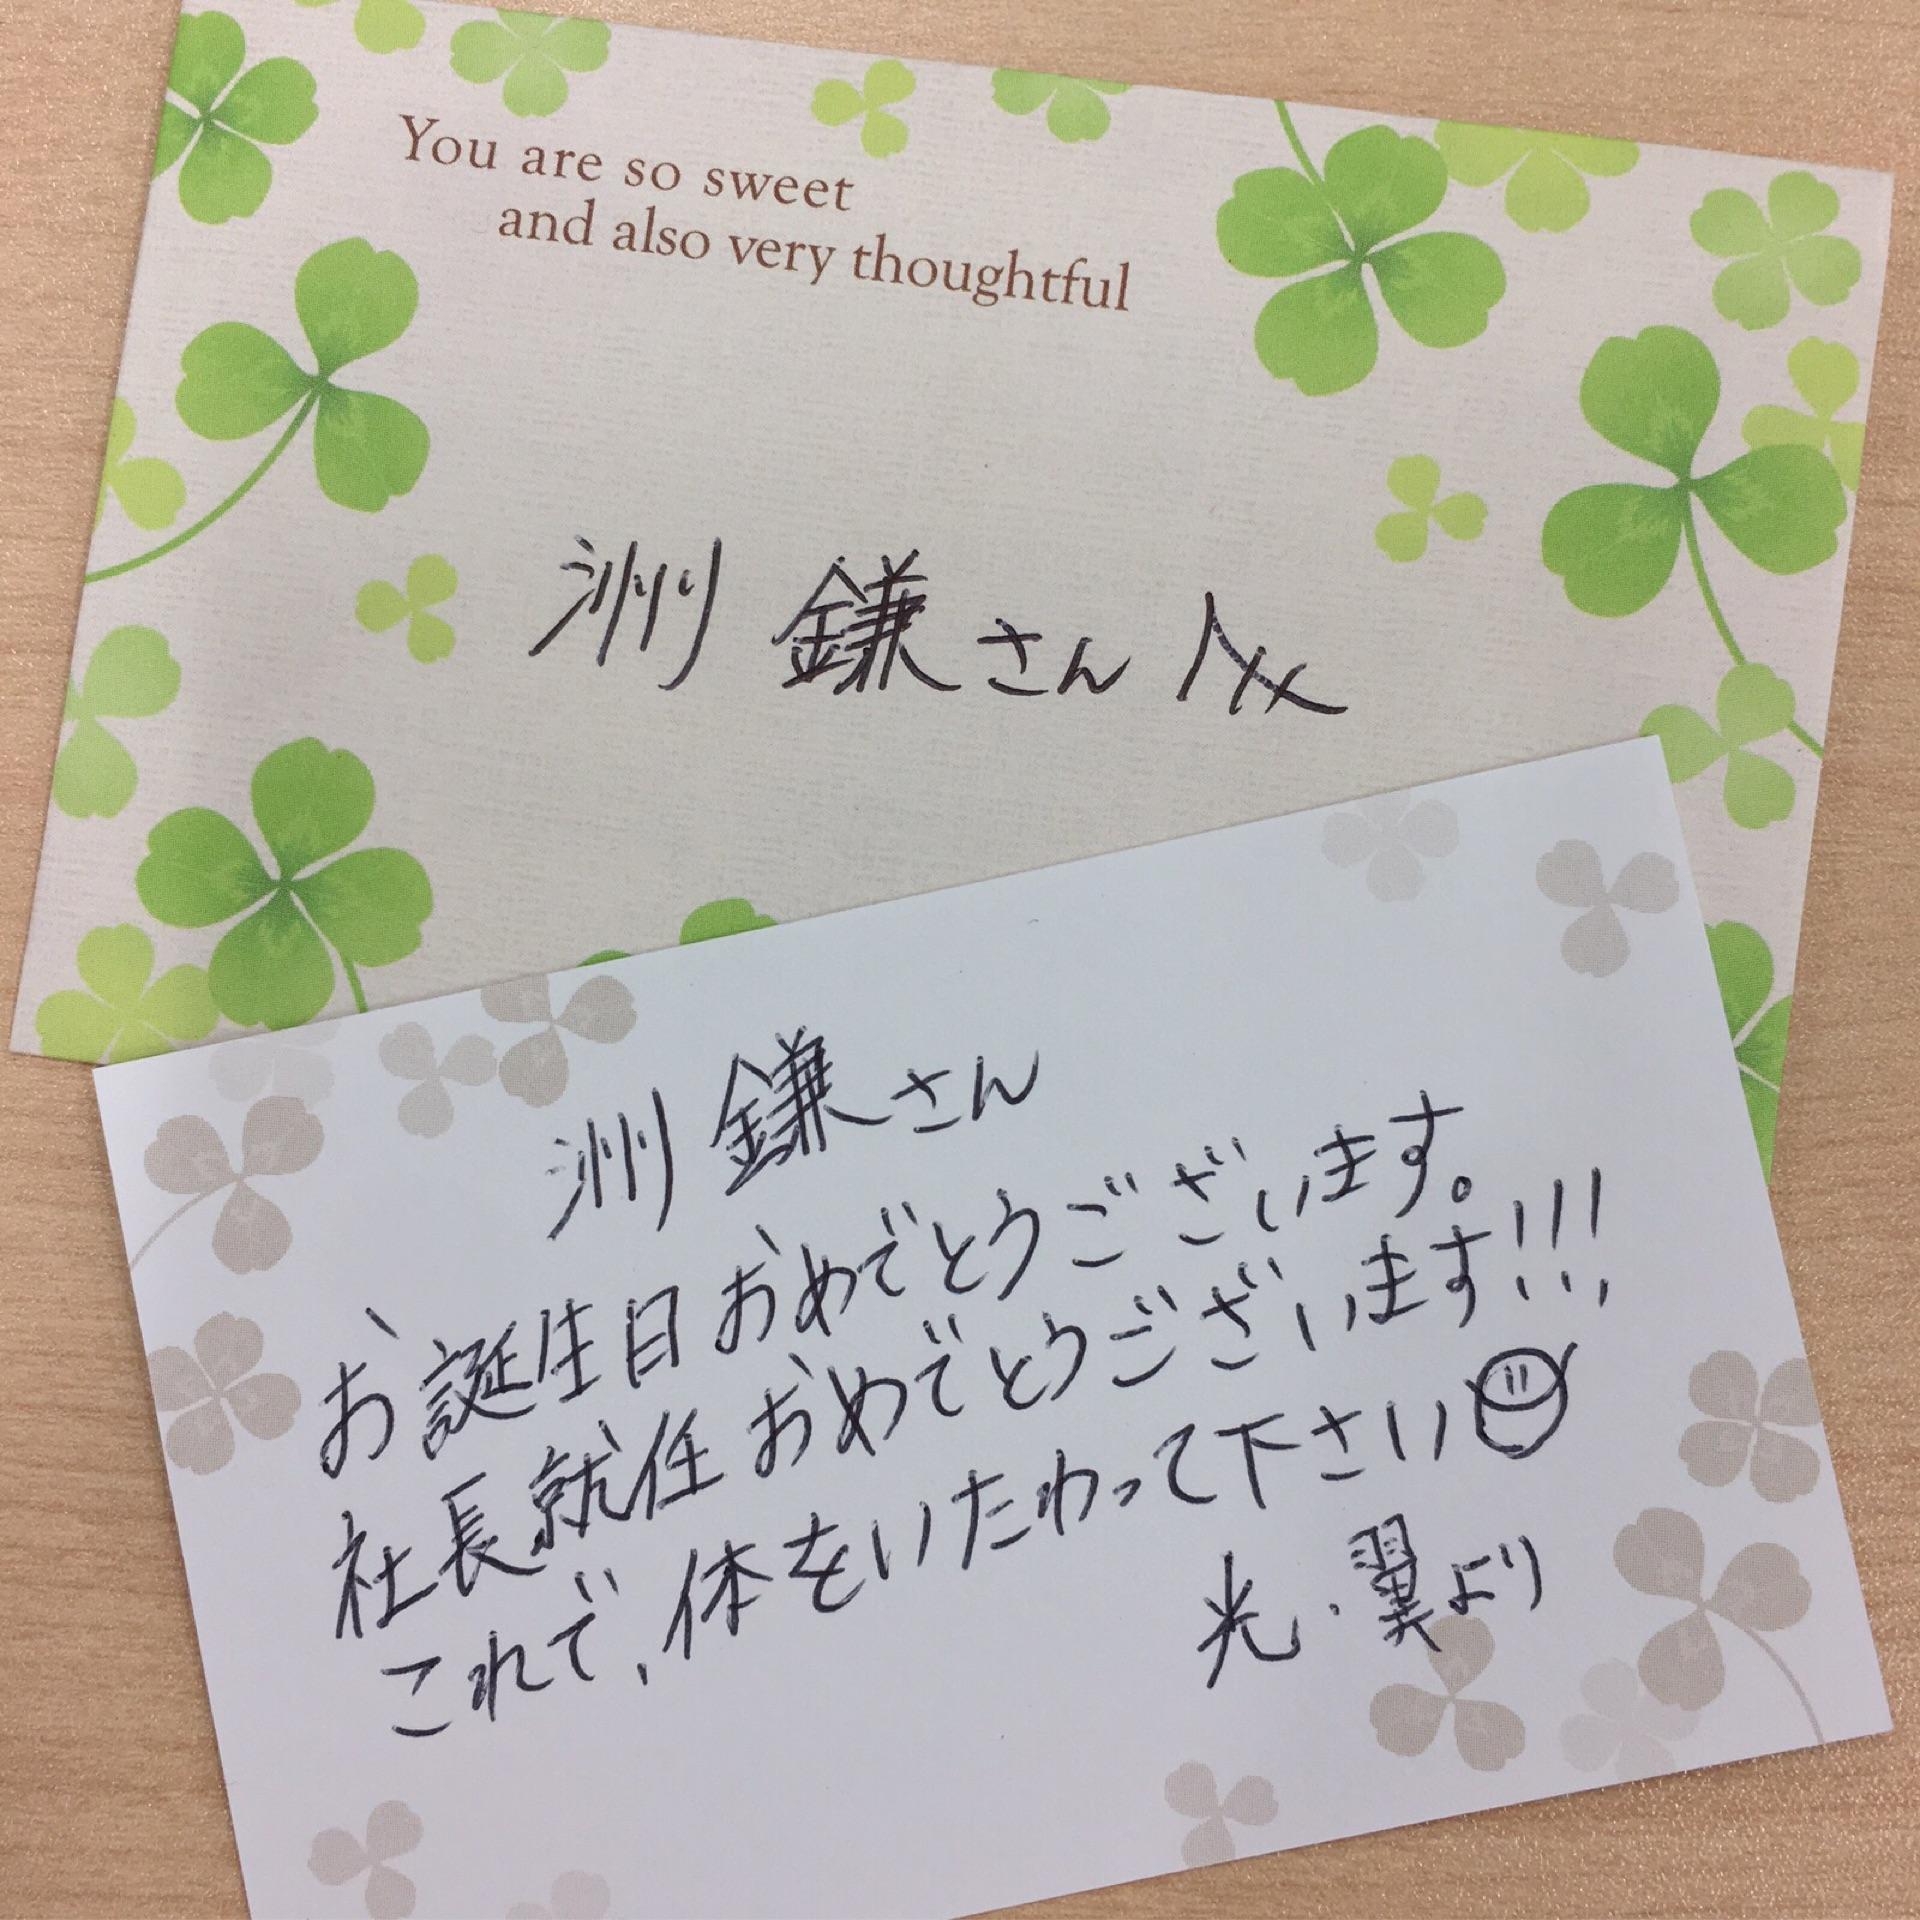 You are so sweet
and also very thoughtful
洲鎌さんへ
洲鎌さん
お誕生日おめでとうございます。
社長就任おめでとうございます!!!
これで、体をいたわって下さい
光・翼より